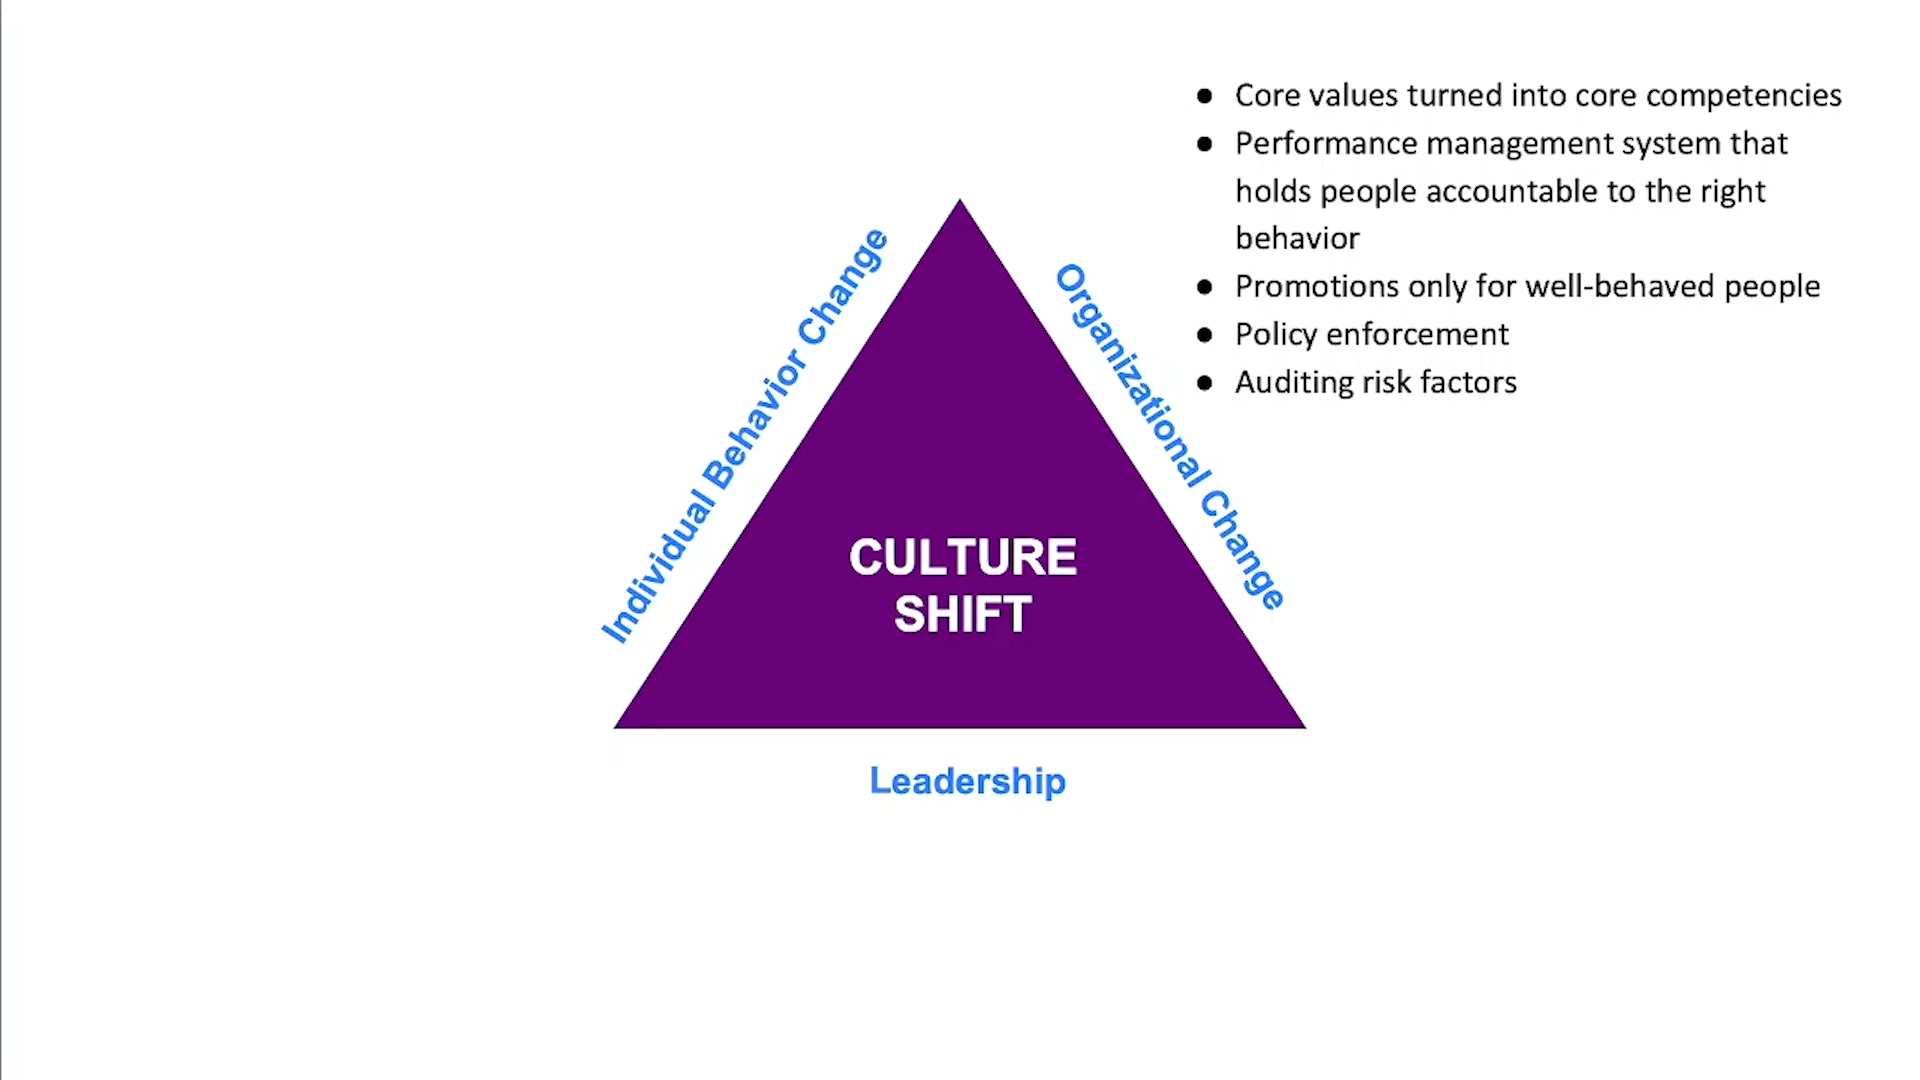 ● Core values turned into core competencies
● Performance management system that
holds people accountable to the right
behavior
● Promotions only for well-behaved people
● Policy enforcement
● Auditing risk factors
Individual Behavior Change
Organizational Change
CULTURE
SHIFT
Leadership